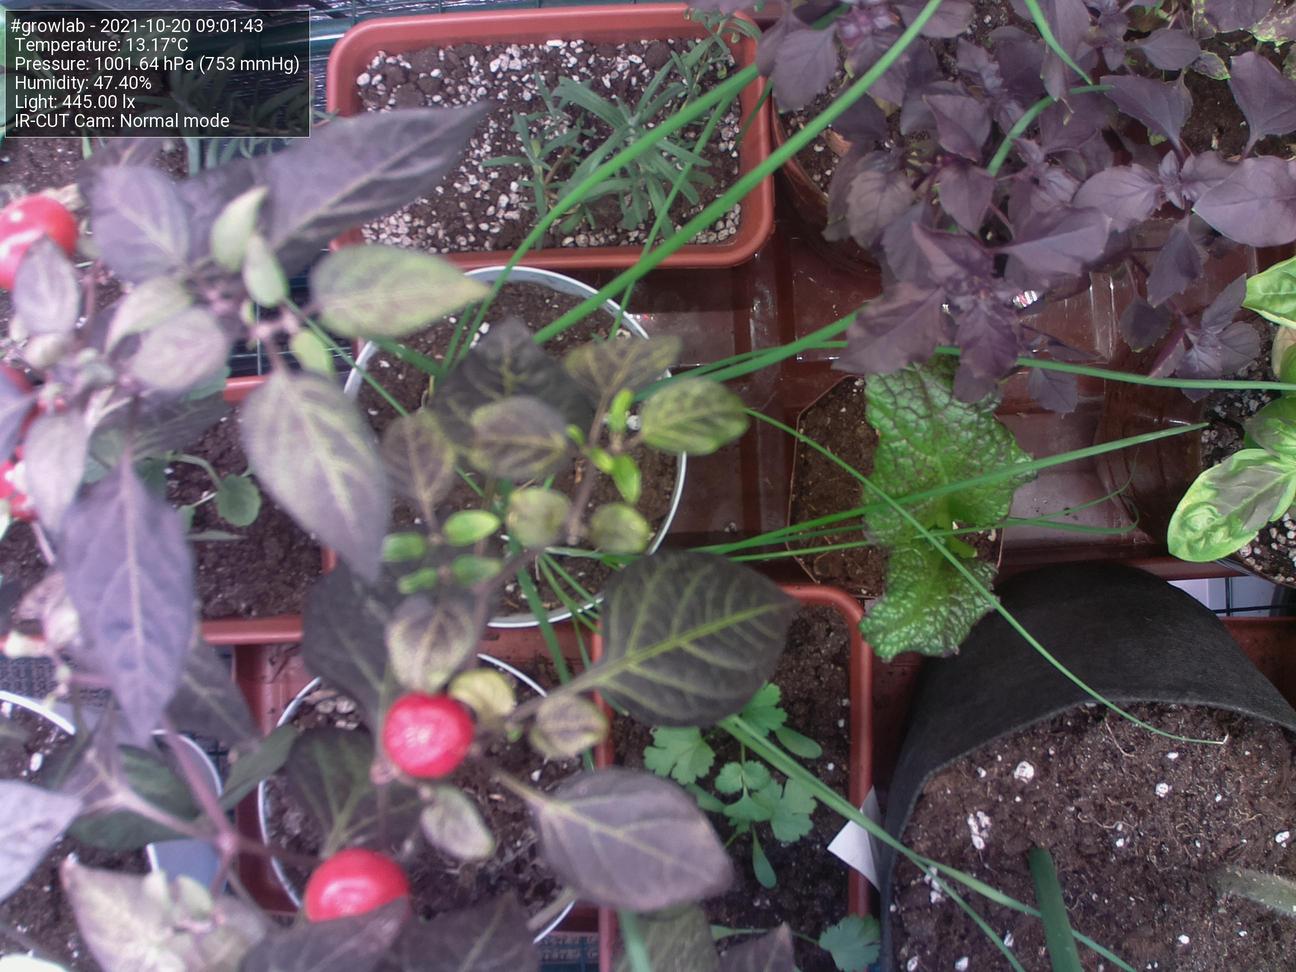 #growlab - 2021-10-20 09:01:43
Temperature: 13.17°C
Pressure: 1001.64 hPa (753 mmHg)
Humidity: 47.40%
Light: 445.00 lx
IR-CUT Cam: Normal mode